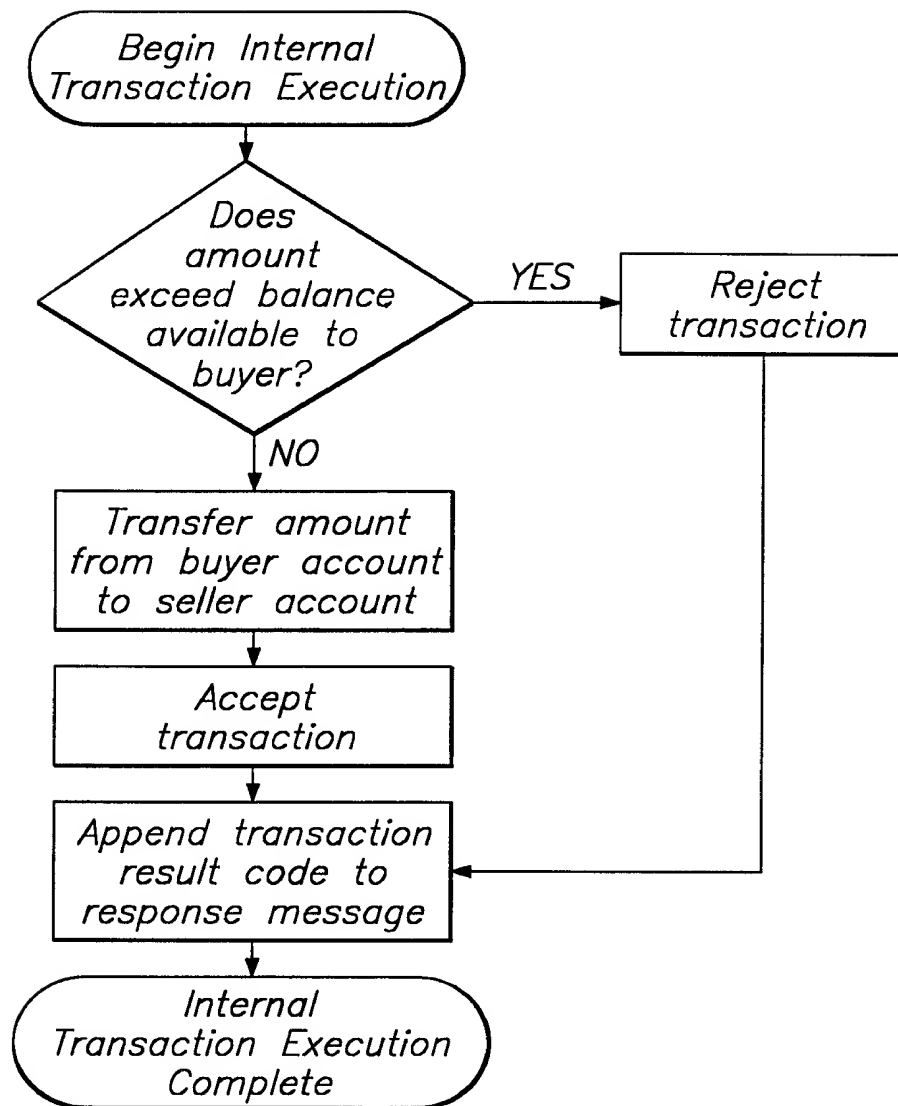 Begin Internal
Transaction Execution
Does
amount
exceed balance
available to
buyer?
YES
Reject
transaction
NO
Transfer amount
from buyer account
to seller account
Accept
transaction
Append transaction
result code to
response message
Internal
Transaction Execution
Complete